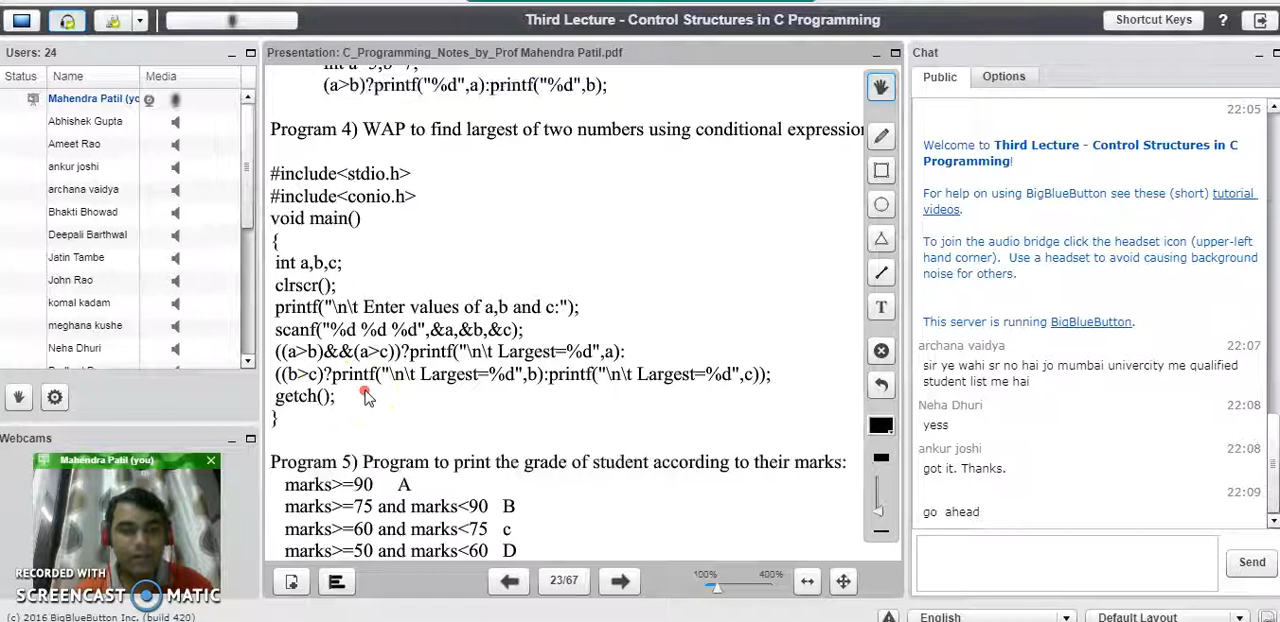 Third Lecture - Control Structures in C Programming
Shortcut Keys
?
Users: 24
Status Name Media
Mahendra Patil (yo
Abhishek Gupta
Ameet Rao
ankur joshi
archana vaidya
Bhakti Bhowad
Deepali Barthwal
Jatin Tambe
John Rao
komal kadam
meghana kushe
Neha Dhuri
Webcams
Mahendra Patil (you)
RECORDED WITH
SCREENCAST MATIC
(c) 2016 BigBlueButton Inc. (build 420)
Presentation: C_Programming_Notes_by_Prof Mahendra Patil.pdf
(a>b)?printf("%d",a):printf("%d",b);
Program 4) WAP to find largest of two numbers using conditional expression
#include<stdio.h>
#include<conio.h>
void main()
{
int a,b,c;
clrscr();
printf("\n\t Enter values of a,b and c:");
scanf("%d %d %d",&a,&b,&c);
((a>b)&&(a>c))?printf("\n\t Largest=%d",a):
((b>c)?printf("\n\t Largest=%d",b):printf("\n\t Largest=%d",c));
getch();
}
Program 5) Program to print the grade of student according to their marks:
marks>=90 A
marks>=75 and marks<90 B
marks>=60 and marks<75 c
marks>=50 and marks<60 D
T
23/67
100% 400%
Chat
Public Options
22:05
Welcome to Third Lecture - Control Structures in C
Programming!
For help on using BigBlueButton see these (short) tutorial
videos.
To join the audio bridge click the headset icon (upper-left
hand corner). Use a headset to avoid causing background
noise for others.
This server is running BigBlueButton.
archana vaidya 22:07
sir ye wahi sr no hai jo mumbai univercity me qualified
student list me hai
Neha Dhuri 22:08
yess
ankur joshi 22:08
got it. Thanks.
22:09
go ahead
Send
English Default Layout